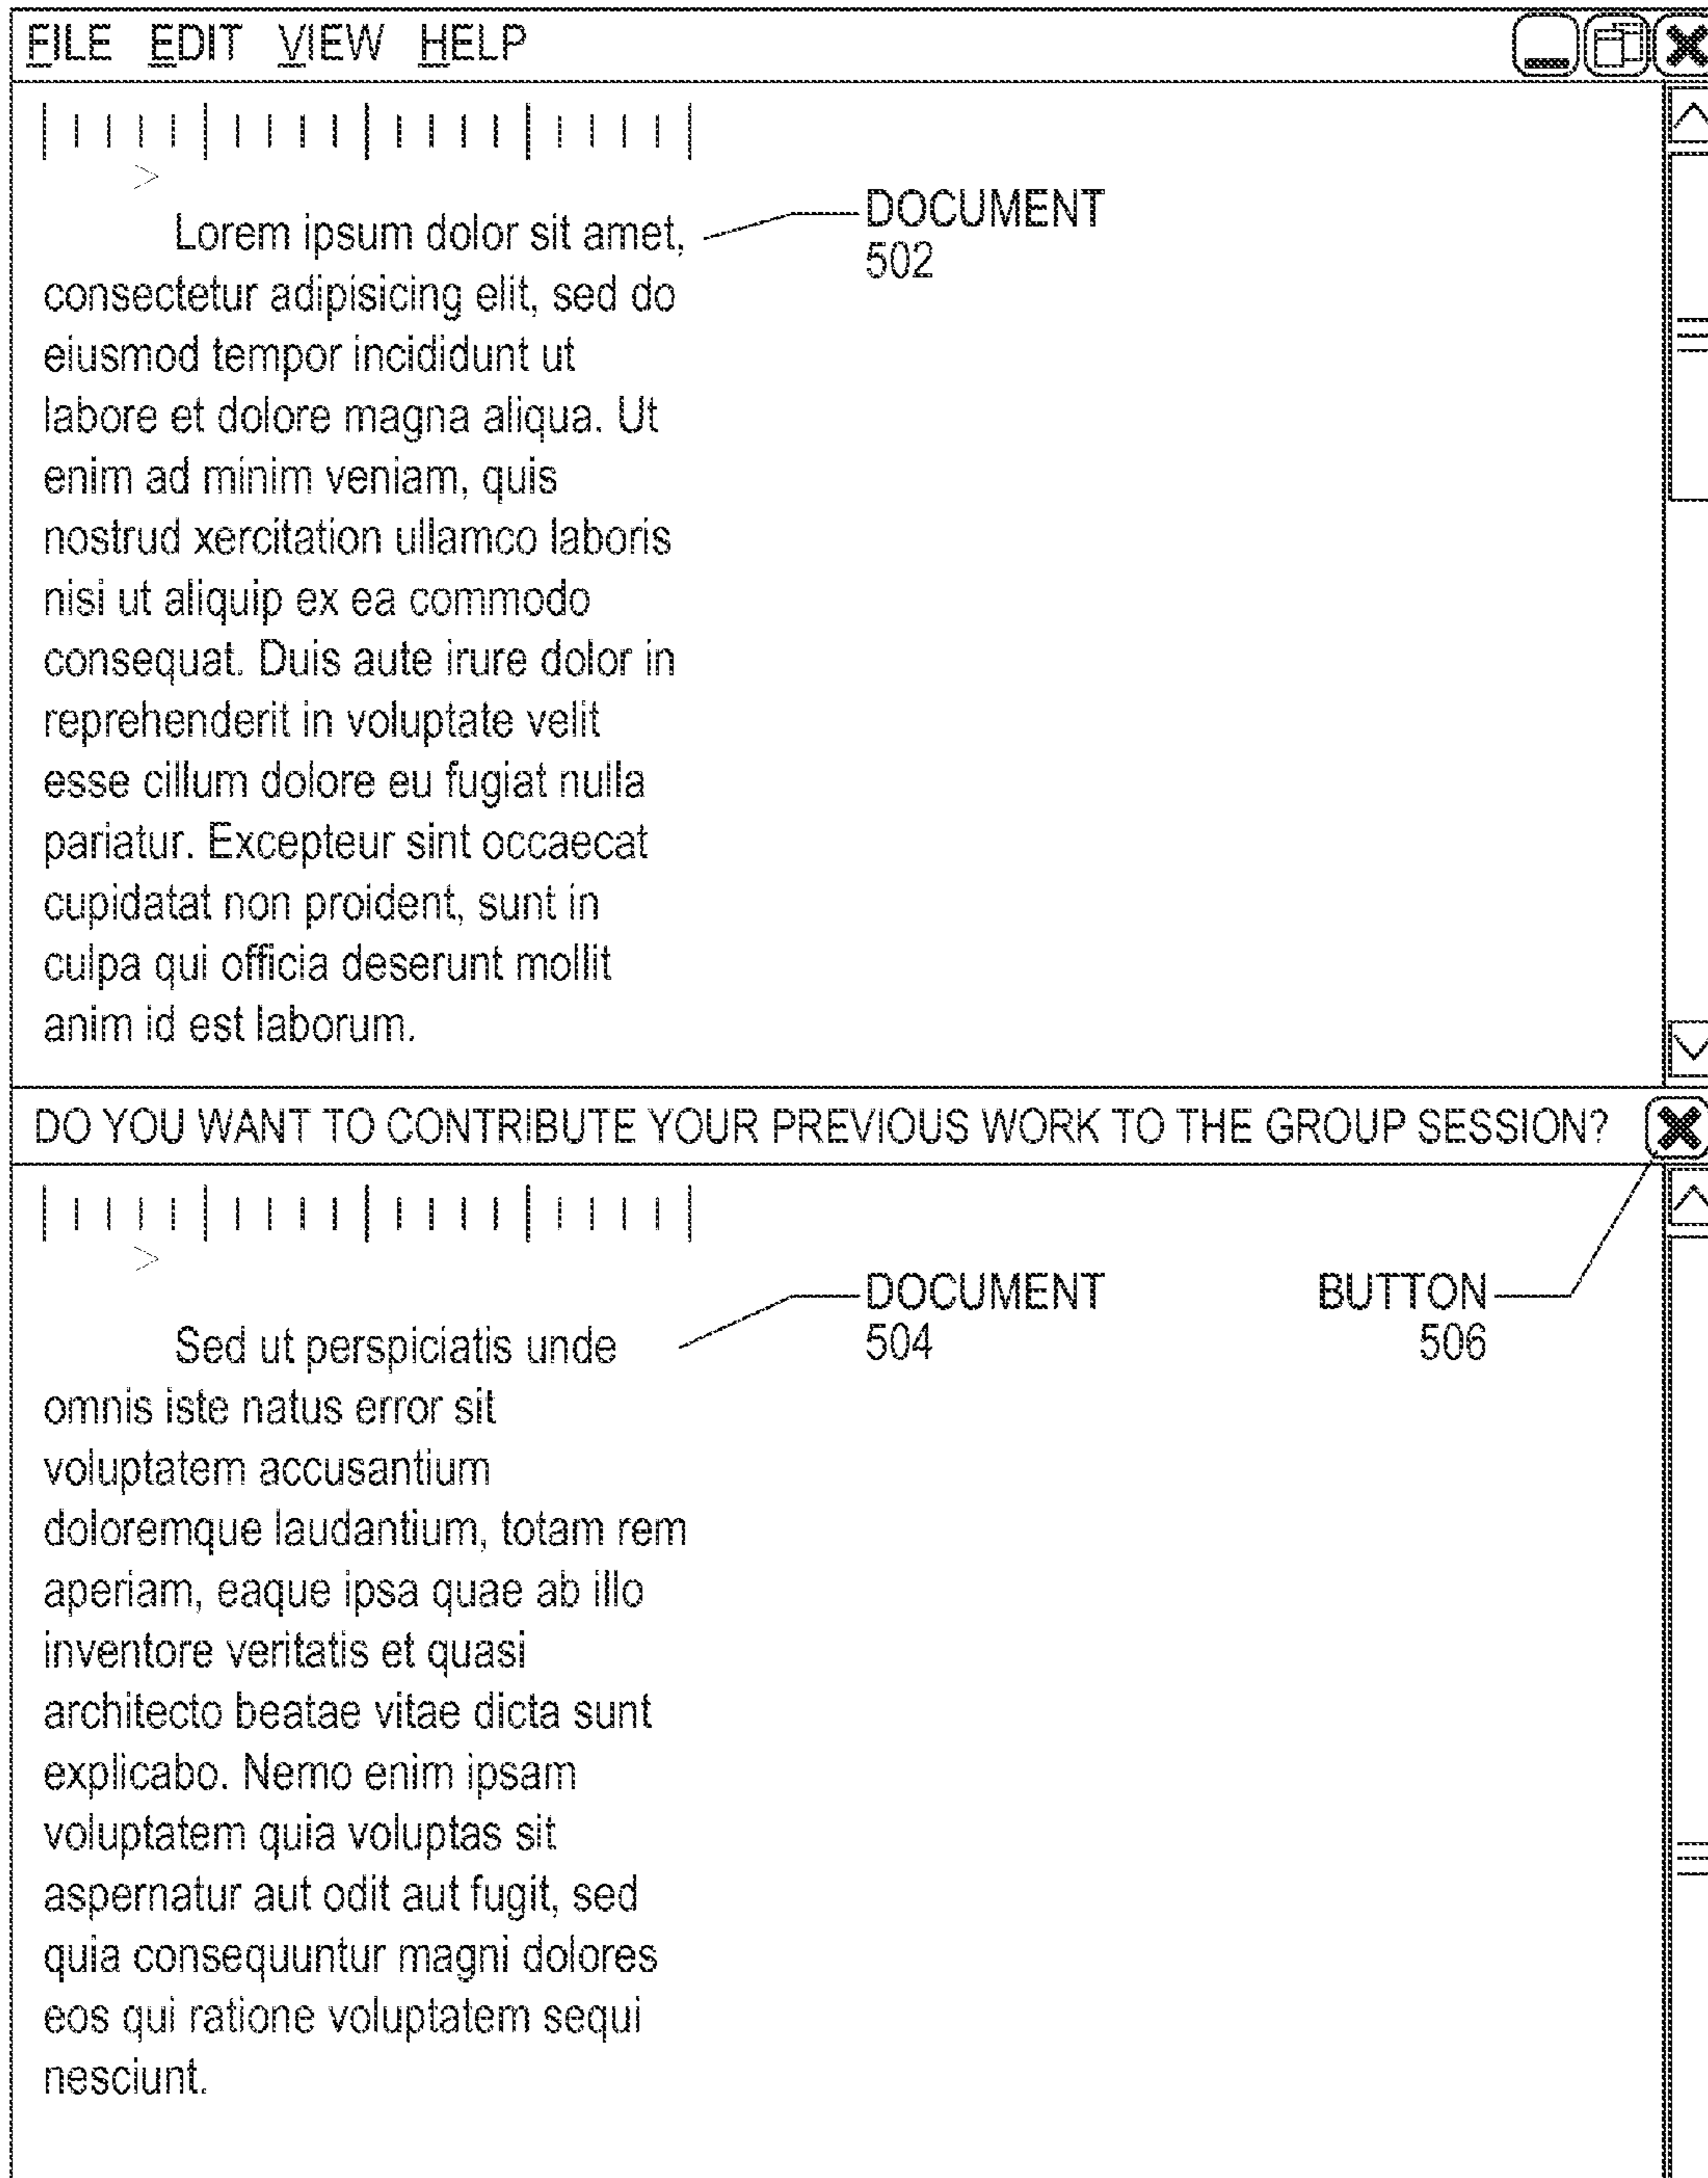 FILE EDIT VIEW HELP
DOCUMENT
502
Lorem ipsum dolor sit amet,
consectetur adipisicing elit, sed do
eiusmod tempor incididunt ut
labore et dolore magna aliqua. Ut
enim ad minim veniam, quis
nostrud xercitation ullamco laboris
nisi ut aliquip ex ea commodo
consequat. Duis aute irure dolor in
reprehenderit in voluptate velit
esse cillum dolore eu fugiat nulla
pariatur. Excepteur sint occaecat
cupidatat non proident, sunt in
culpa qui officia deserunt mollit
anim id est laborum.
DO YOU WANT TO CONTRIBUTE YOUR PREVIOUS WORK TO THE GROUP SESSION?
DOCUMENT
504
BUTTON
506
Sed ut perspiciatis unde
omnis iste natus error sit
voluptatem accusantium
doloremque laudantium, totam rem
aperiam, eaque ipsa quae ab illo
inventore veritatis et quasi
architecto beatae vitae dicta sunt
explicabo. Nemo enim ipsam
voluptatem quia voluptas sit
aspernatur aut odit aut fugit, sed
quia consequuntur magni dolores
eos qui ratione voluptatem sequi
nesciunt.